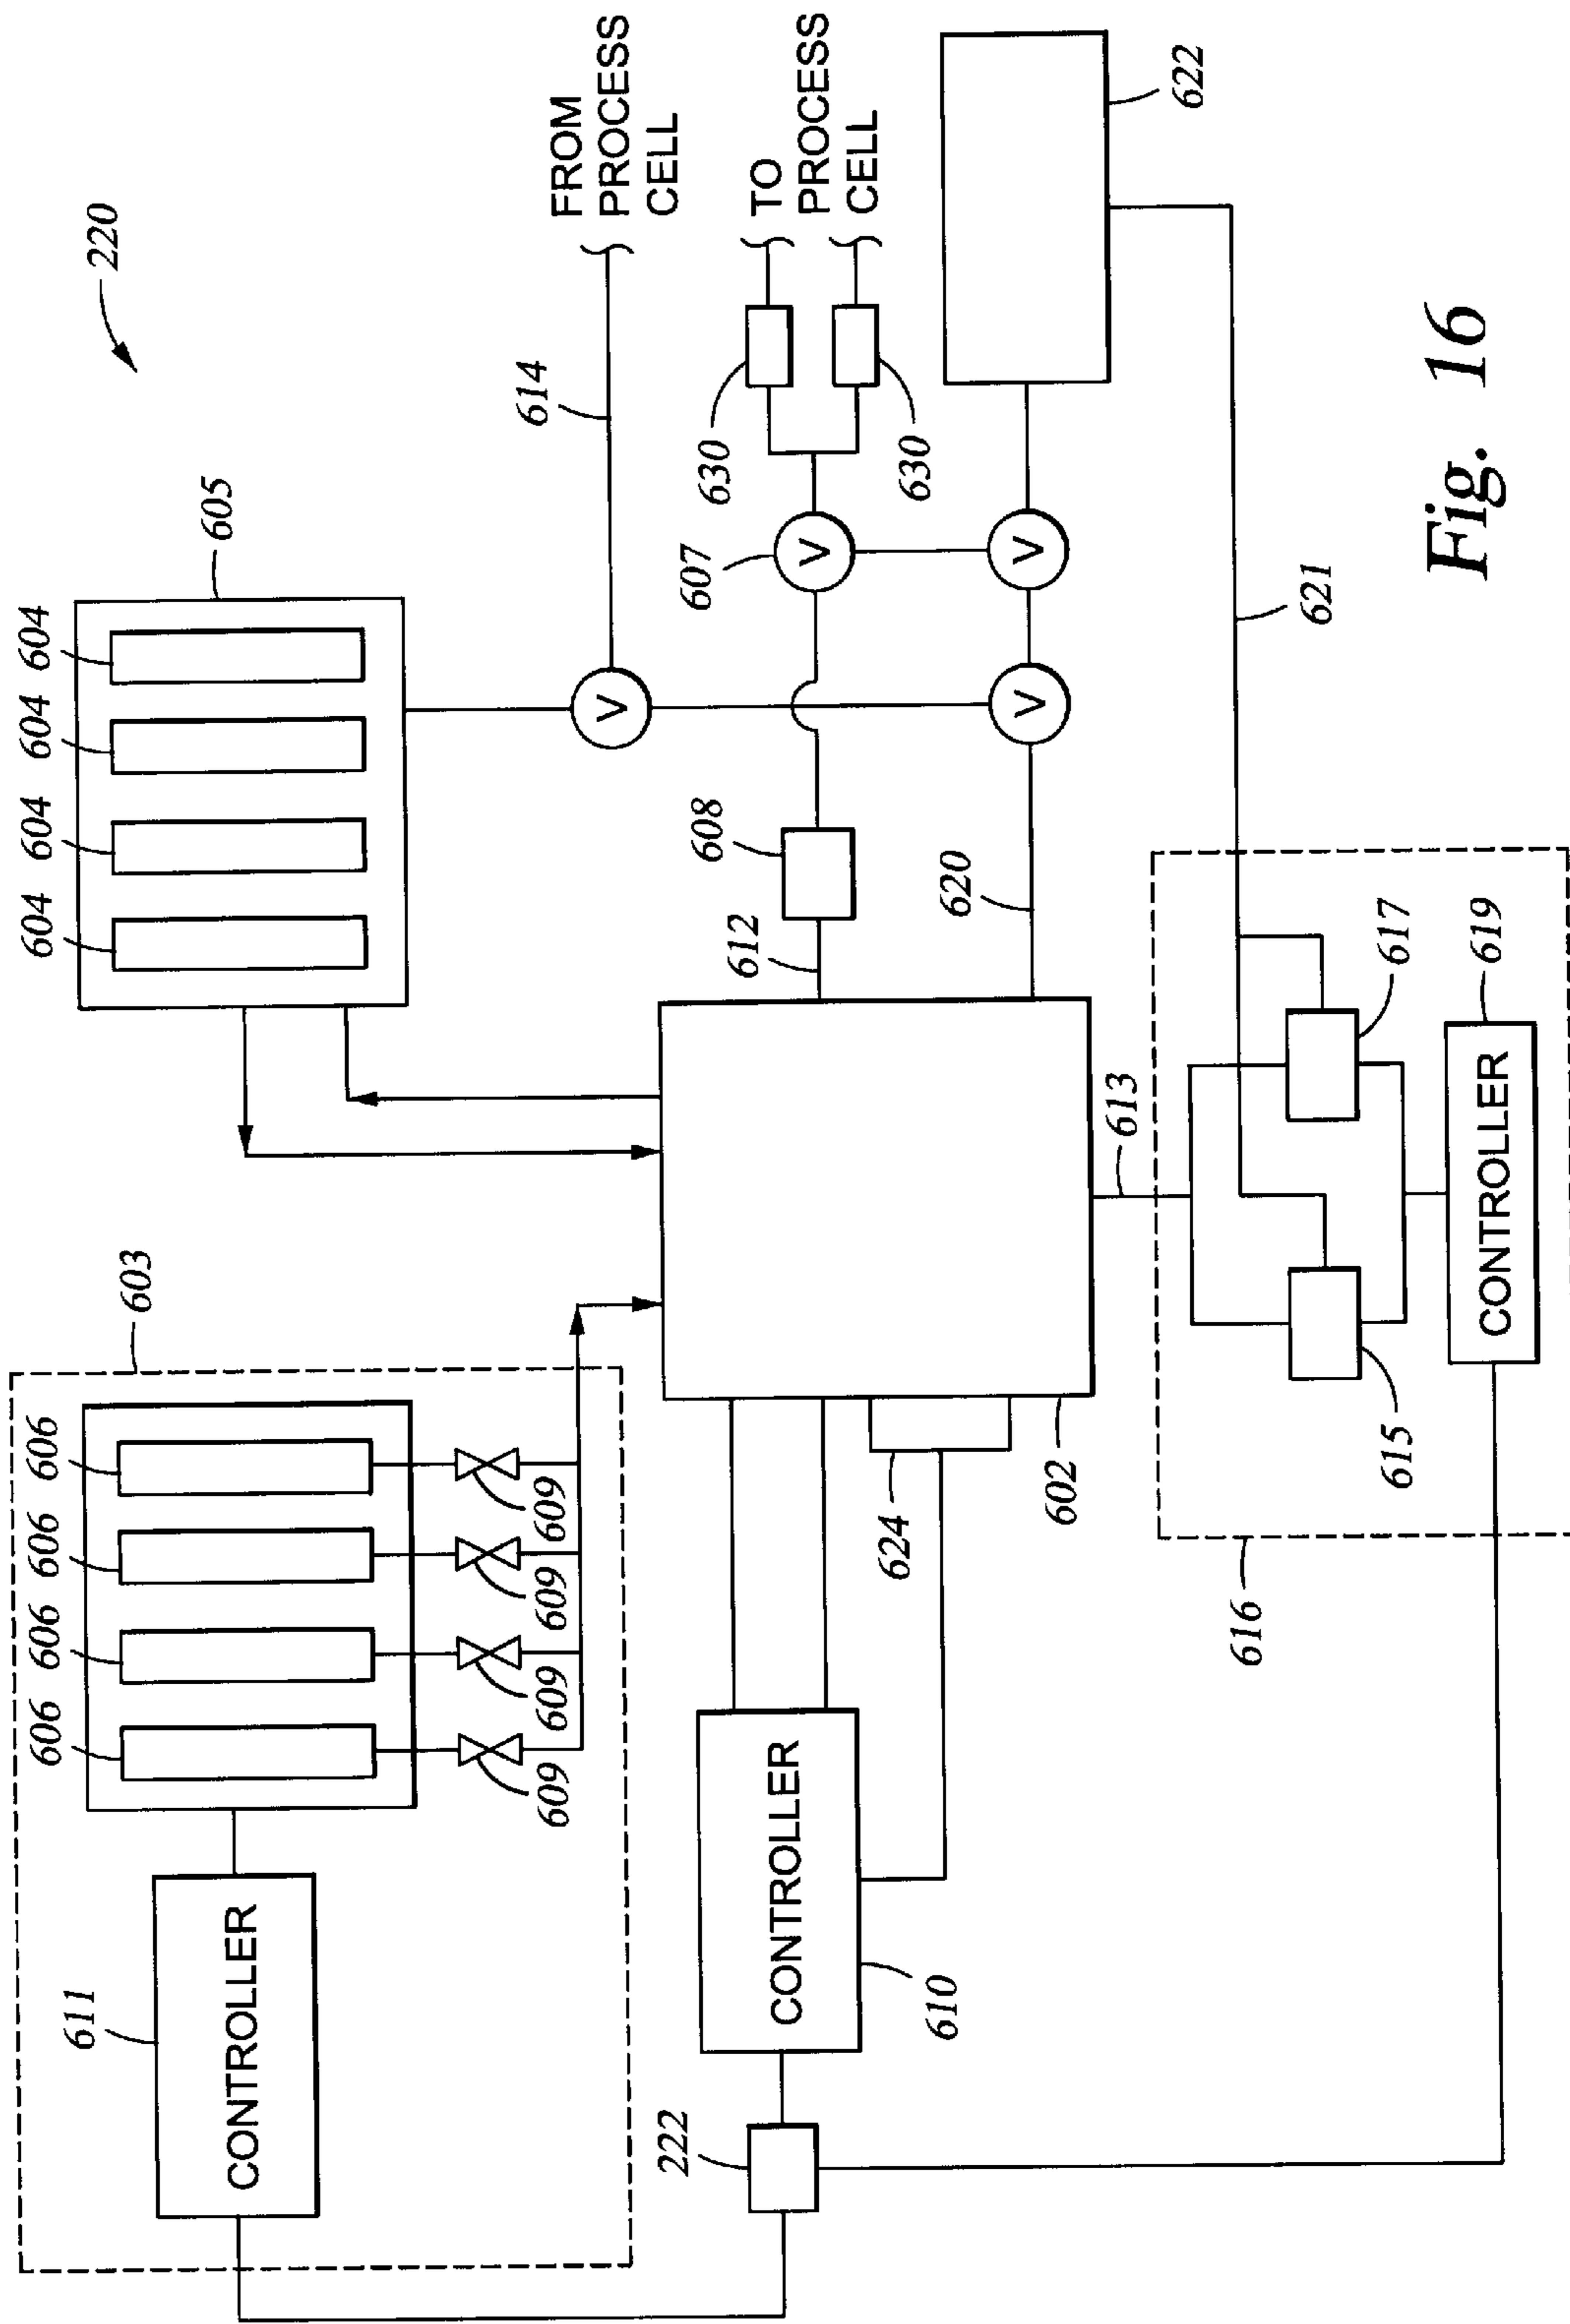 220
605
604
604
604
604
614
FROM
PROCESS
CELL
TO
PROCESS
CELL
630
630
607
V
V
V
V
608
612
620
622
621
603
606
606
606
606
609
609
609
609
611
CONTROLLER
602
624
CONTROLLER
610
222
613
616
615
617
619
CONTROLLER
Fig. 16